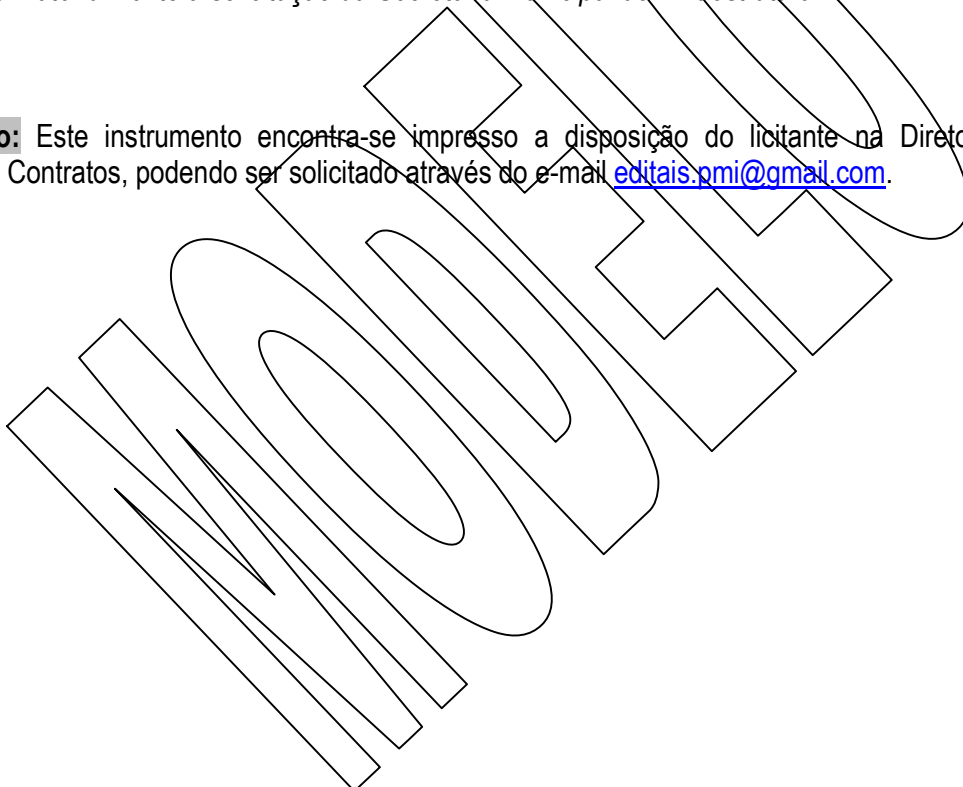 o: Este instrumento encontra-se impresso a disposição do licitante na Direto
Contratos, podendo ser solicitado através do e-mail editais.pmi@gmail.com.
MODELO